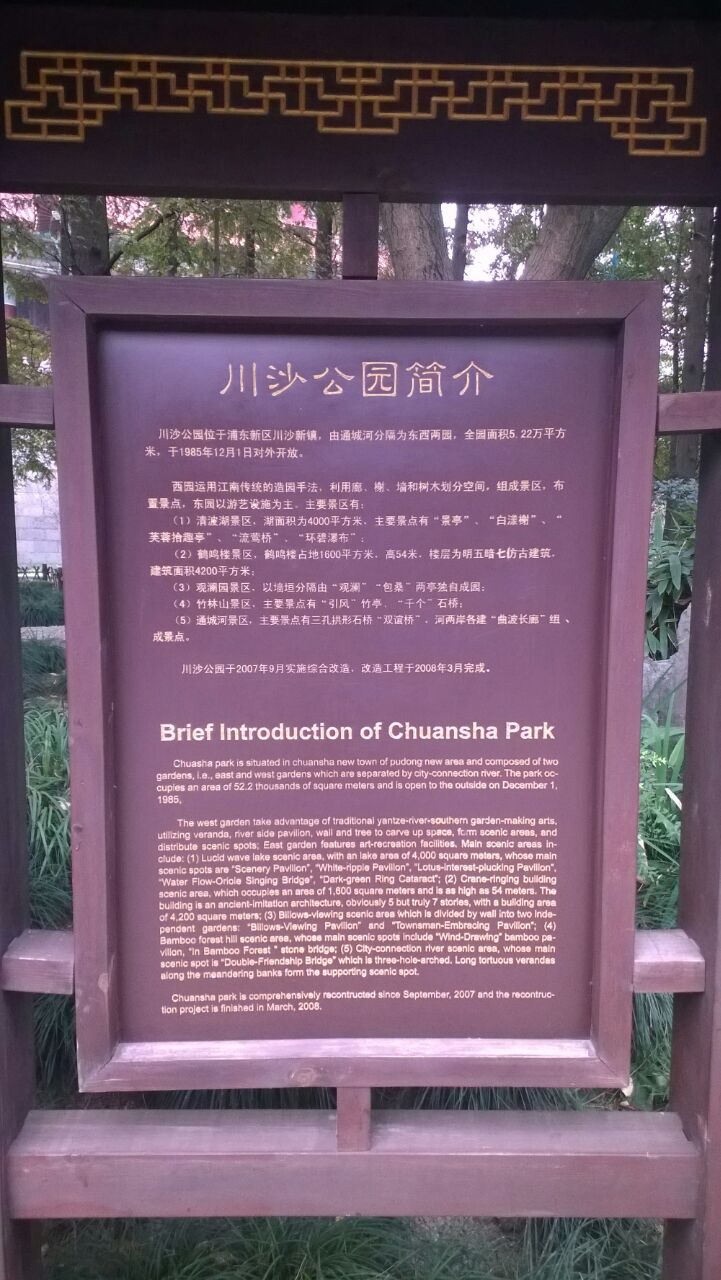 川沙公园简介
川沙公园位于浦东新区川沙新镇，由通城河分隔为东西两园，全园面积5.22万平方
米，于1985年12月1日对外开放。
西园运用江南传统的造园手法，利用廊、榭、墙和树木划分空间，组成景区，布
置景点，东园以游艺设施为主，主要景区有：
（1）清波湖景区，湖面积为4000平方米，主要景点有“景亭”、“白漾榭”、“
芙蓉拾趣亭”、“流莺桥”、“环碧瀑布”；
（2）鹤鸣楼景区，鹤鸣楼占地1600平方米，高54米，楼层为明五暗七仿古建筑，
建筑面积4200平方米；
（3）观澜园景区，以墙垣分隔由“观澜”“包桑”两亭独自成园；
（4）竹林山景区，主要景点有“引风”竹亭、“千个”石桥；
（5）通城河景区，主要景点有三孔拱形石桥“双谊桥”，河两岸各建“曲波长廊”组、
成景点。
川沙公园于2007年9月实施综合改造，改造工程于2008年3月完成。
Brief Introduction of Chuansha Park
Chuasha park is situated in chuansha new town of pudong new area and composed of two
gardens, i.e., east and west gardens which are separated by city-connection river. The park oc-
cupies an area of 52.2 thousands of square meters and is open to the outside on December 1,
1985,
The west garden take advantage of traditional yantze-river-southern garden-making arts,
utilizing veranda, river side pavilion, wall and tree to carve up space, form scenic areas, and
distribute scenic spots; East garden features art-recreation facilities. Main scenic areas in-
clude: (1) Lucid wave lake scenic area, with an lake area of 4,000 square meters, whose main
scenic spots are "Scenery Pavilion", "White-ripple Pavilion", "Lotus-interest-plucking Pavilion",
"Water Flow-Oriole Singing Bridge", "Dark-green Ring Cataract"; (2) Crane-ringing building
scenic area, which occupies an area of 1,600 square meters and is as high as 54 meters. The
building is an ancient-imitation architecture, obviously 5 but truly 7 stories, with a building area
of 4,200 square meters; (3) Billows-viewing scenic area which is divided by wall into two inde-
pendent gardens: "Billows-Viewing Pavilion" and "Townsman-Embracing Pavilion"; (4)
Bamboo forest hill scenic area, whose main scenic spots include "Wind-Drawing" bamboo pa-
vilion, "In Bamboo Forest " stone bridge; (5) City-connection river scenic area, whose main
scenic spot is "Double-Friendship Bridge" which is three-hole-arched. Long tortuous verandas
along the meandering banks form the supporting scenic spot.
Chuansha park is comprehensively recontructed since September, 2007 and the recontruc-
tion project is finished in March, 2008.